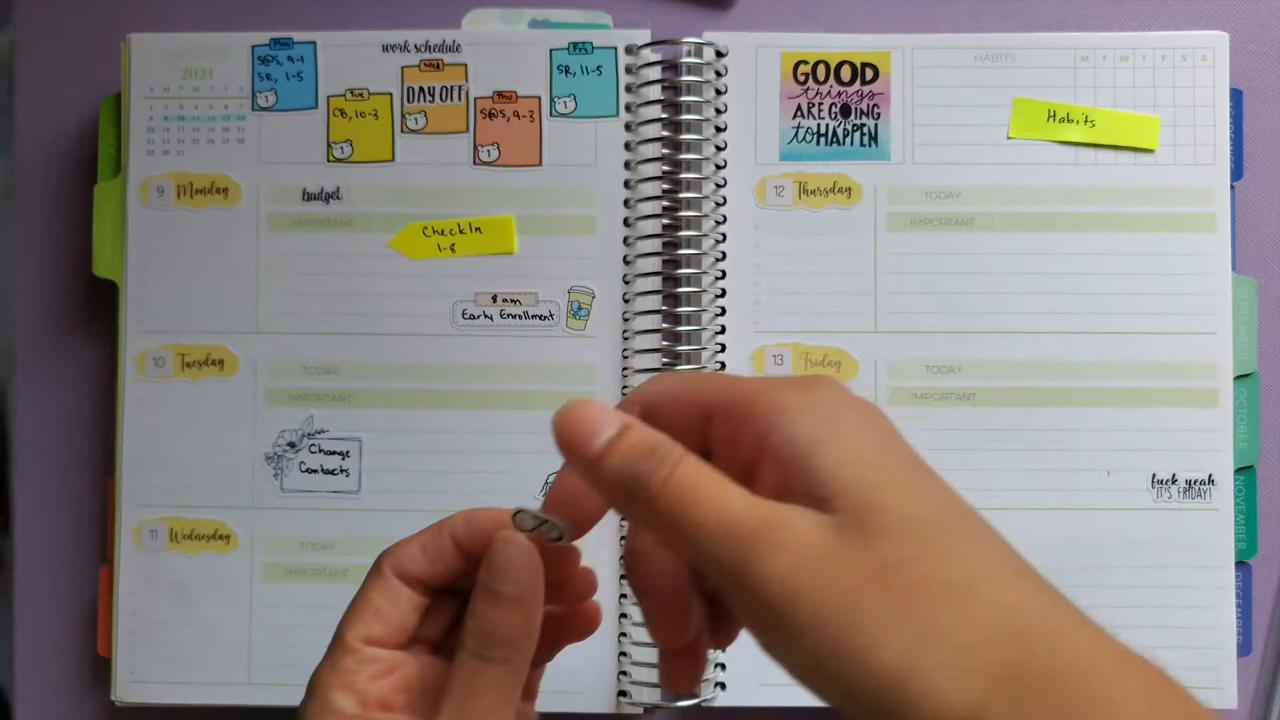 work schedule
2021
S M T W T F S
Mon
S@S, 9-1
SR, 1-5
Tue
CB, 10-3
Wed
DAY OFF
Thu
S@S, 9-3
Fri
SR, 11-5
9 Monday
budget
IMPORTANT
CheckIn
1-8
8 am
Early Enrollment
10 Tuesday
TODAY
IMPORTANT
Change
Contacts
11 Wednesday
TODAY
IMPORTANT
GOOD
things
ARE GOING
to HAPPEN
HABITS
M T W T F S S
Habits
12 Thursday
TODAY
IMPORTANT
13 Friday
TODAY
IMPORTANT
fuck yeah
IT'S FRIDAY!
SEPTEMBER
OCTOBER
NOVEMBER
DECEMBER